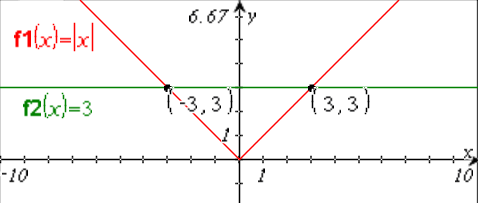 6.67 y
f1(x)=|x|
(-3, 3) (3, 3)
f2(x)=3
1
x
-10 1 10